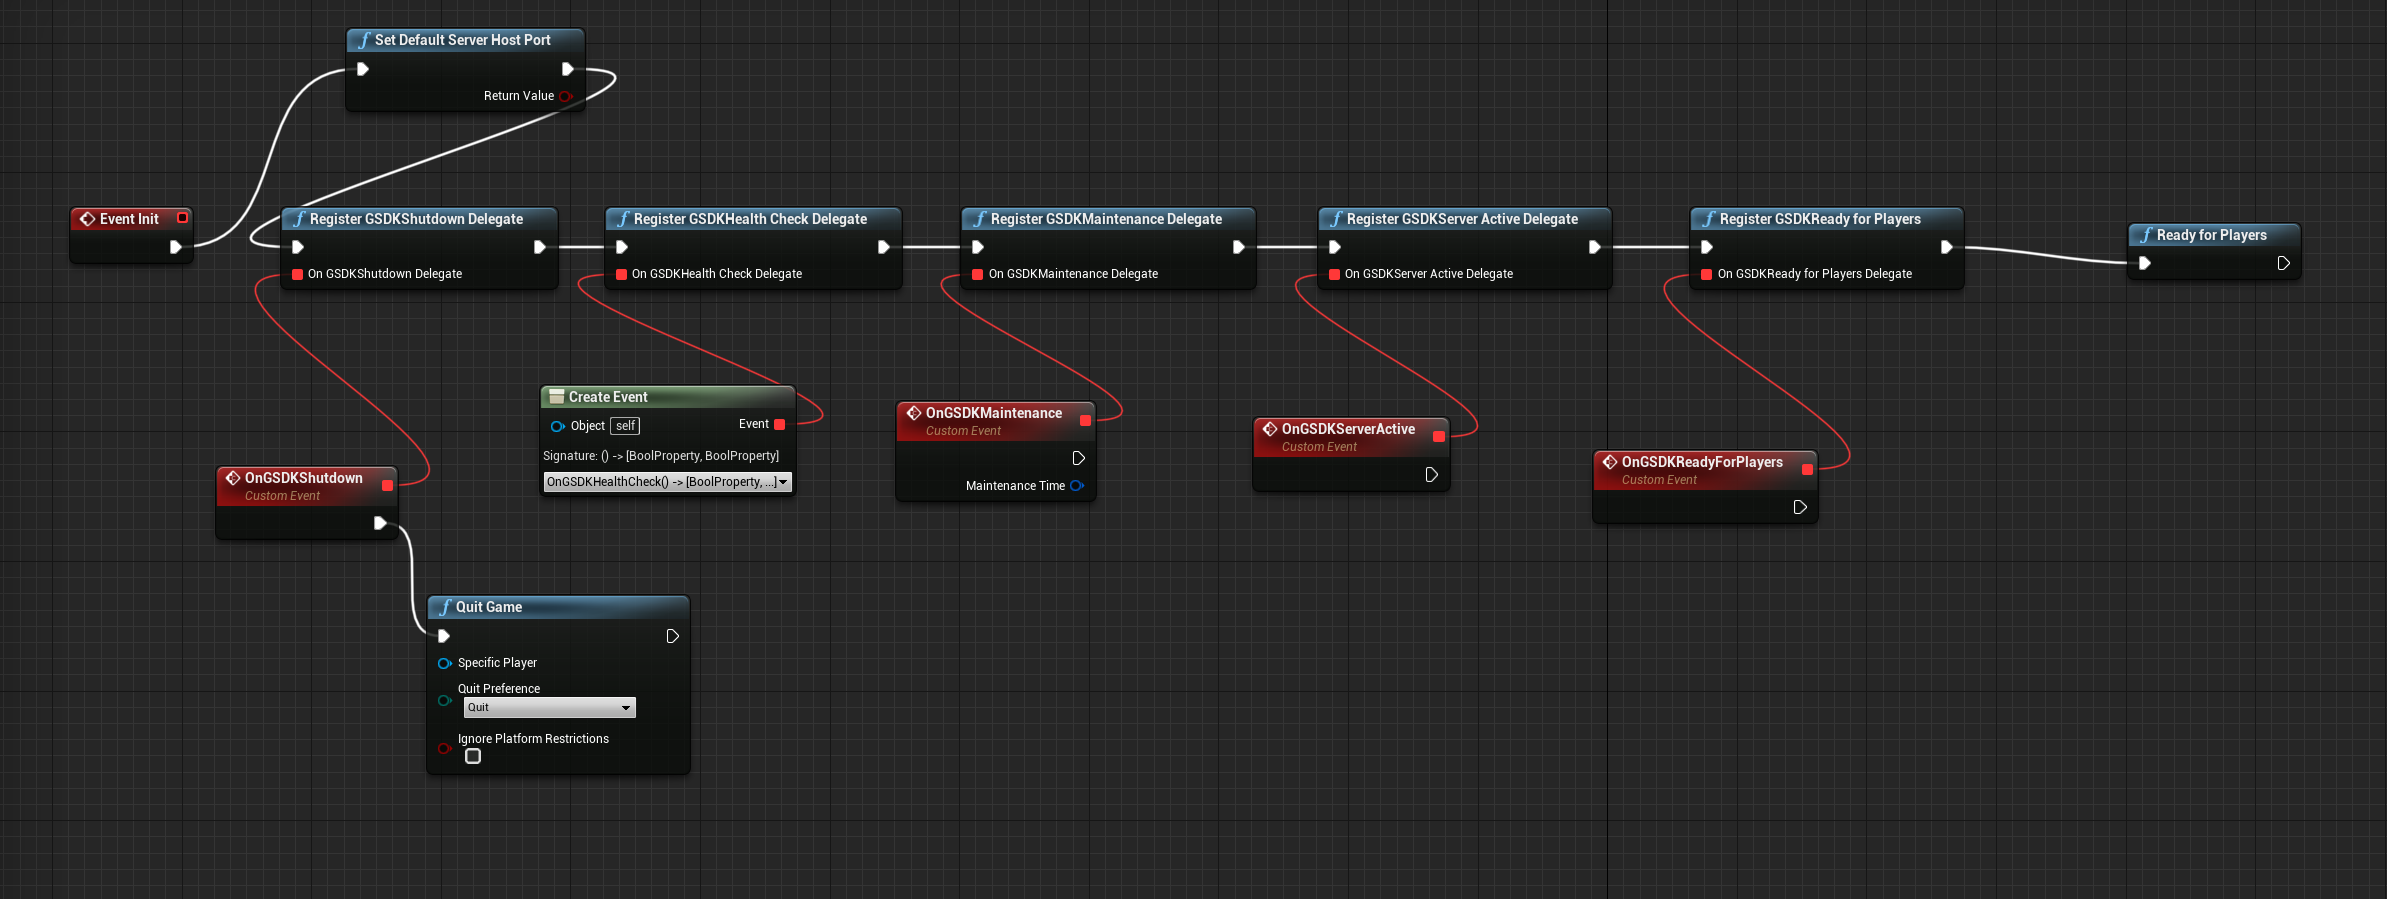 Set Default Server Host Port
Return Value
Event Init
Register GSDKShutdown Delegate
On GSDKShutdown Delegate
Register GSDKHealth Check Delegate
On GSDKHealth Check Delegate
Register GSDKMaintenance Delegate
On GSDKMaintenance Delegate
Register GSDKServer Active Delegate
On GSDKServer Active Delegate
Register GSDKReady for Players
On GSDKReady for Players Delegate
Ready for Players
Create Event
Object self
Event
Signature: () -> [BoolProperty, BoolProperty]
OnGSDKHealthCheck() -> [BoolProperty, ...]
OnGSDKMaintenance
Custom Event
Maintenance Time
OnGSDKServerActive
Custom Event
OnGSDKReadyForPlayers
Custom Event
OnGSDKShutdown
Custom Event
Quit Game
Specific Player
Quit Preference
Quit
Ignore Platform Restrictions